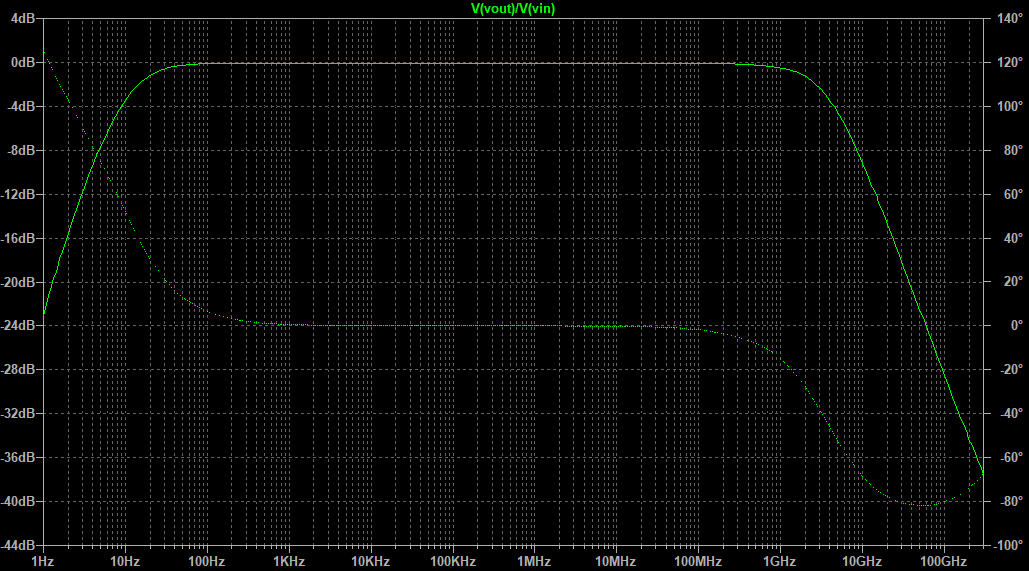 V(vout)/V(vin)
4dB 140°
0dB 120°
-4dB 100°
-8dB 80°
-12dB 60°
-16dB 40°
-20dB 20°
-24dB 0°
-28dB -20°
-32dB -40°
-36dB -60°
-40dB -80°
-44dB -100°
1Hz 10Hz 100Hz 1KHz 10KHz 100KHz 1MHz 10MHz 100MHz 1GHz 10GHz 100GHz